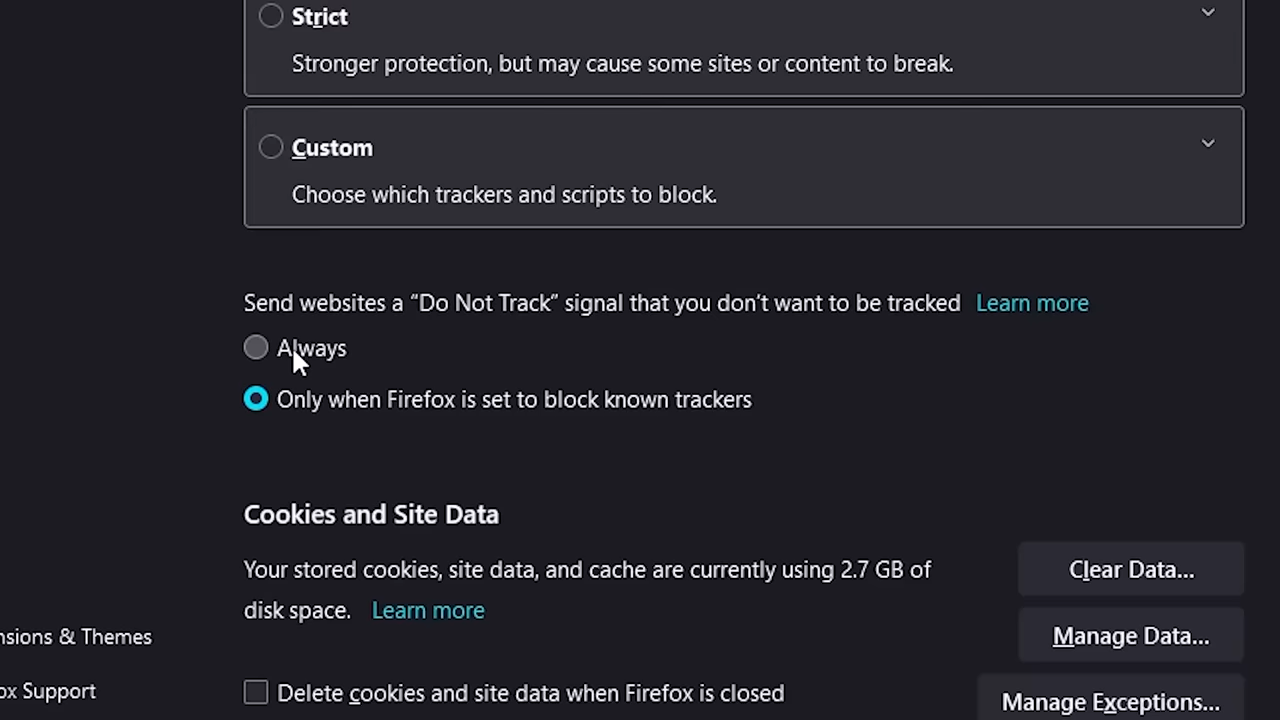 Strict
Stronger protection, but may cause some sites or content to break.
Custom
Choose which trackers and scripts to block.
Send websites a “Do Not Track” signal that you don’t want to be tracked Learn more
Always
Only when Firefox is set to block known trackers
Cookies and Site Data
Your stored cookies, site data, and cache are currently using 2.7 GB of
disk space. Learn more
Clear Data...
Manage Data...
nsions & Themes
ox Support
Delete cookies and site data when Firefox is closed
Manage Exceptions...